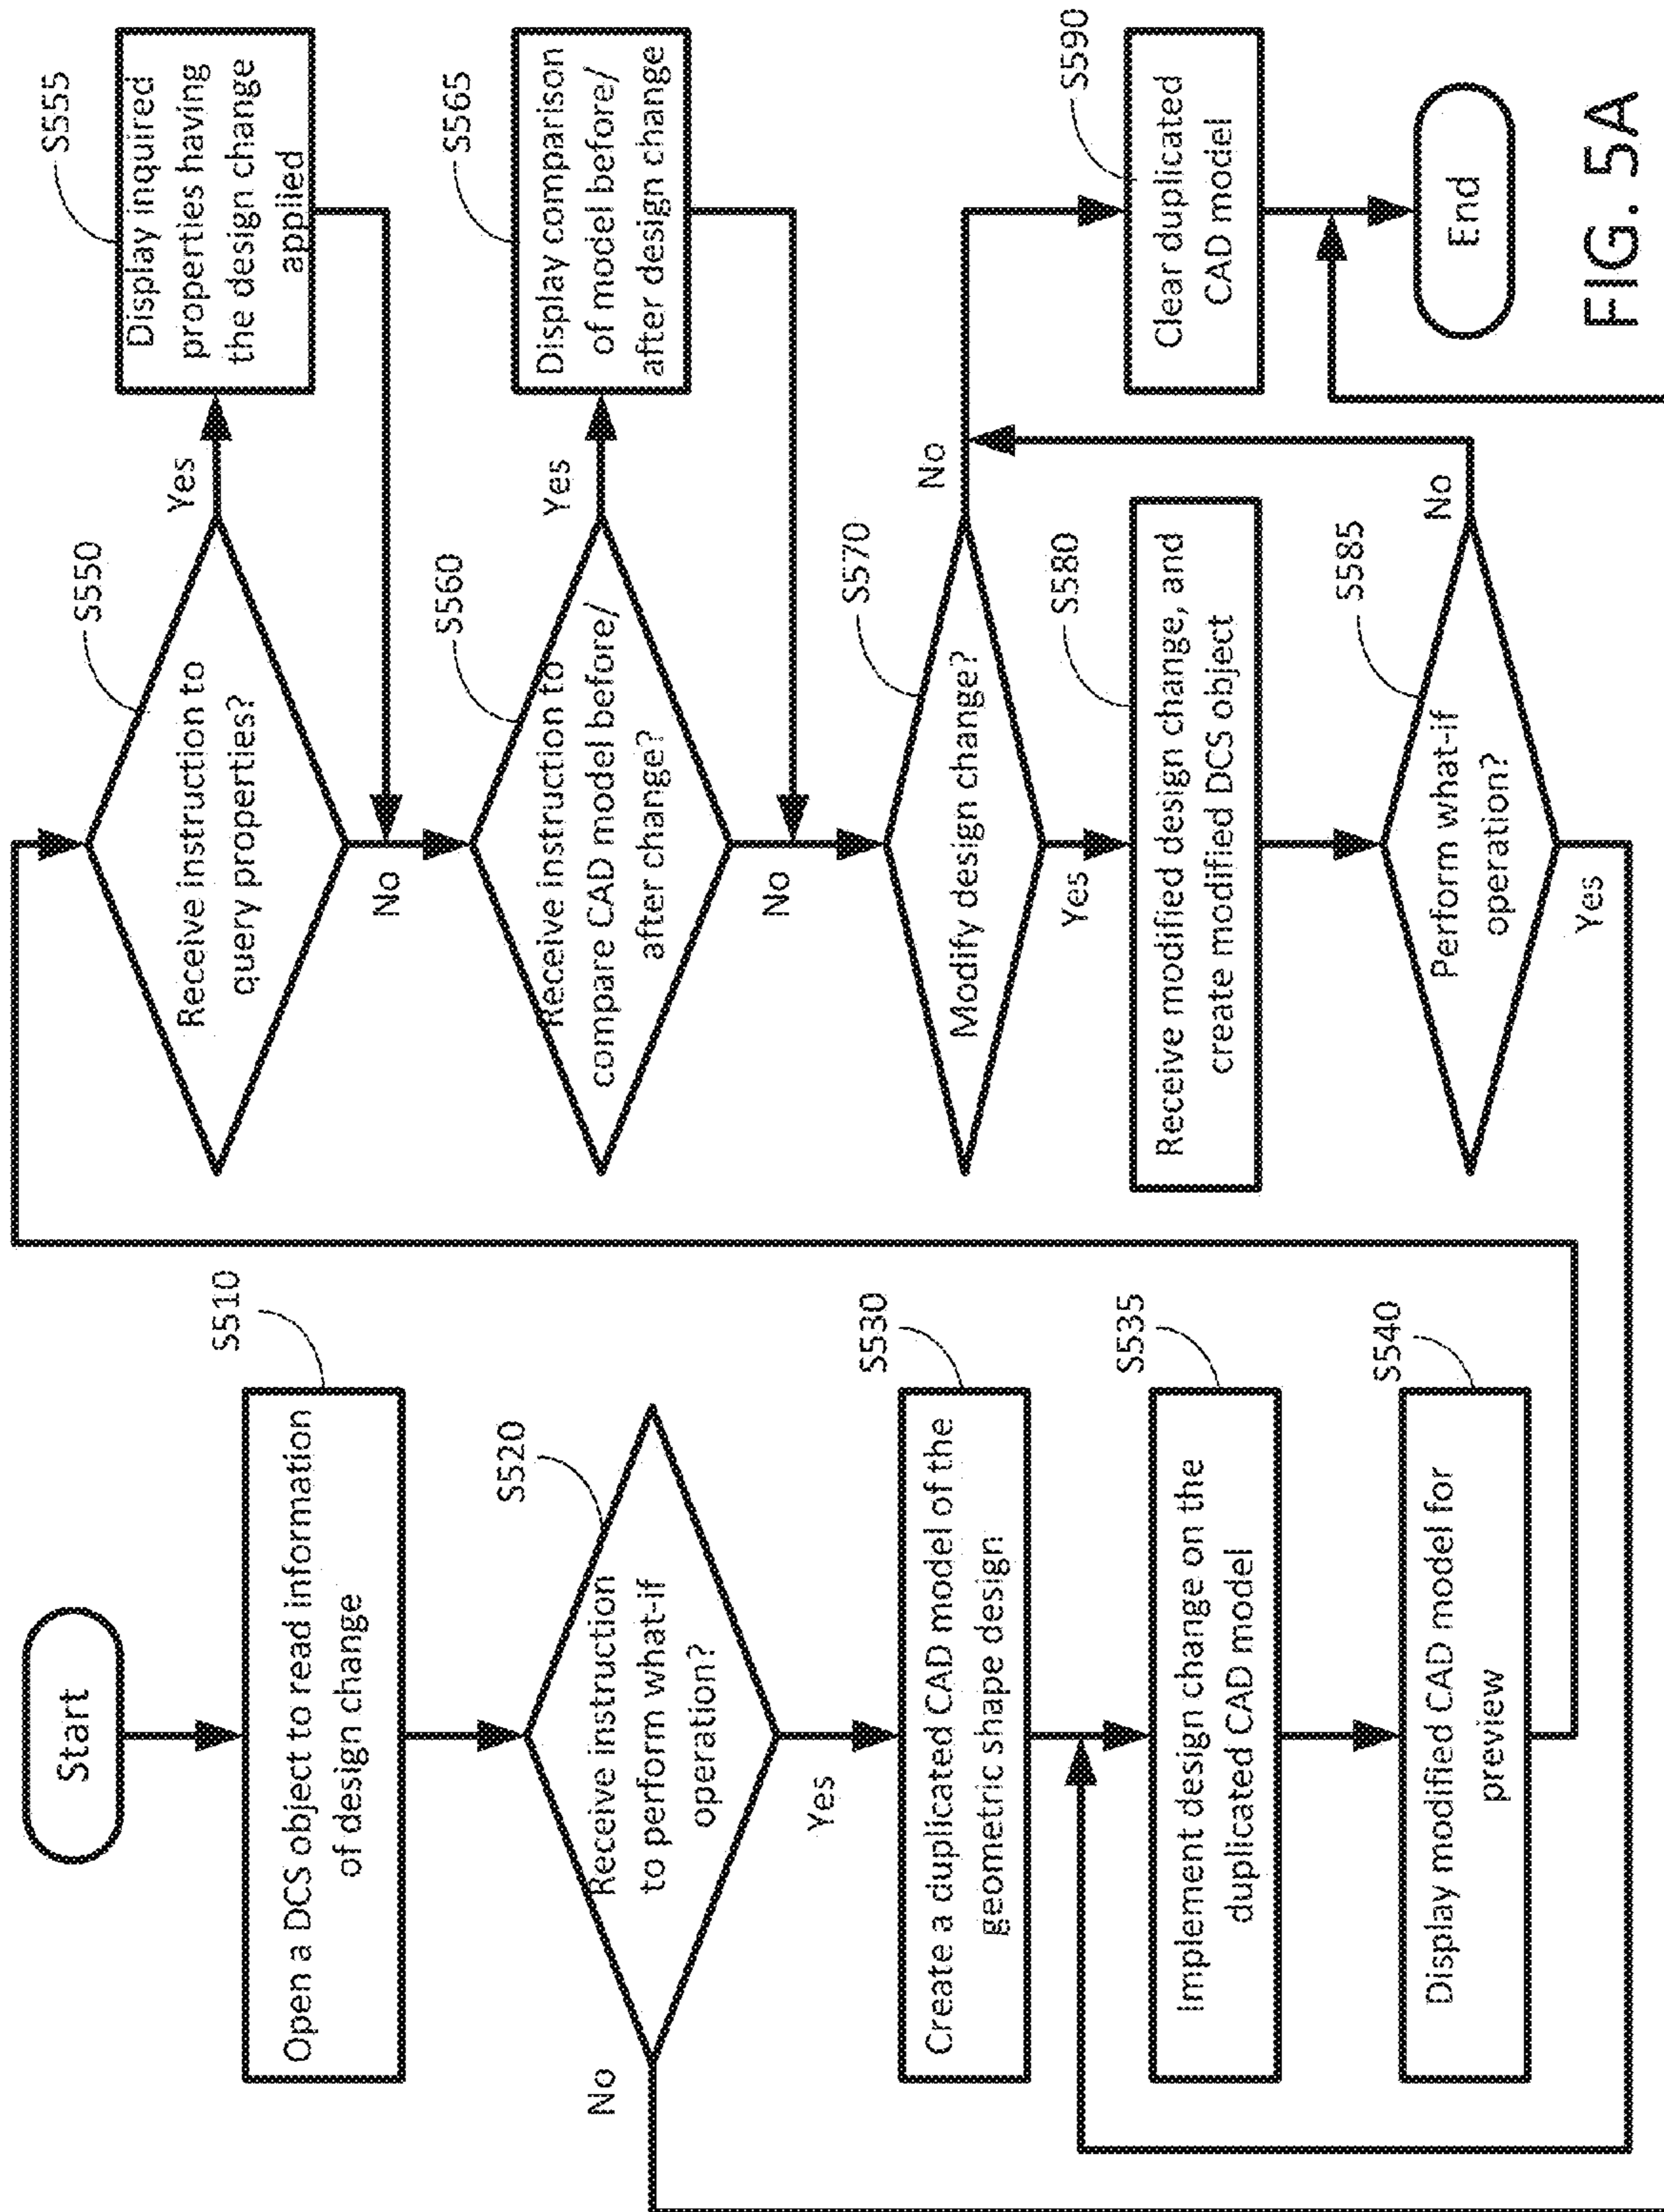 Start
S510
Open a DCS object to read information
of design change
S520
Receive instruction
to perform what-if
operation?
No
Yes
S530
Create a duplicated CAD model of the
geometric shape design
S535
Implement design change on the
duplicated CAD model
S540
Display modified CAD model for
preview
S550
Receive instruction to
query properties?
Yes
No
S555
Display inquired
properties having
the design change
applied
S560
Receive instruction to
compare CAD model before/
after change?
Yes
No
S565
Display comparison
of model before/
after design change
S570
Modify design change?
No
Yes
S580
Receive modified design change, and
create modified DCS object
S585
Perform what-if
operation?
No
Yes
S590
Clear duplicated
CAD model
End
FIG. 5A